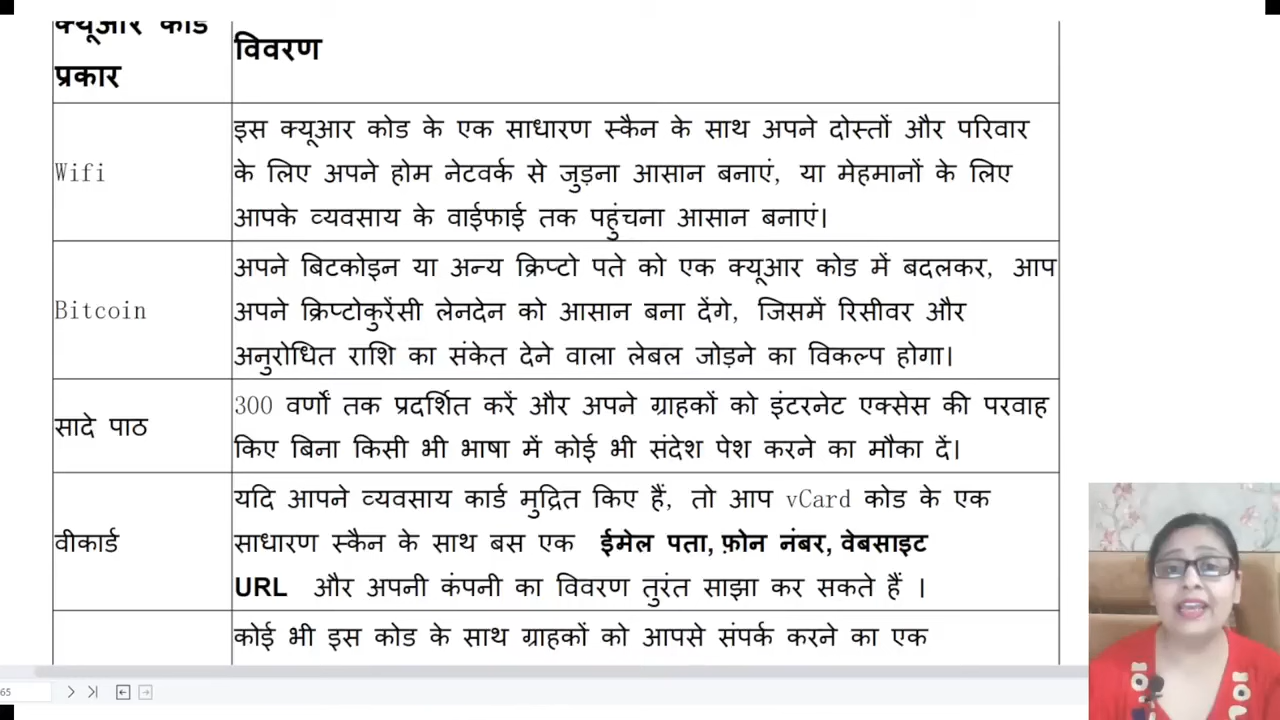 क्यूआर कोड
प्रकार
विवरण
Wifi
इस क्यूआर कोड के एक साधारण स्कैन के साथ अपने दोस्तों और परिवार
के लिए अपने होम नेटवर्क से जुड़ना आसान बनाएं, या मेहमानों के लिए
आपके व्यवसाय के वाईफाई तक पहुंचना आसान बनाएं।
Bitcoin
अपने बिटकोइन या अन्य क्रिप्टो पते को एक क्यूआर कोड में बदलकर, आप
अपने क्रिप्टोकुरेंसी लेनदेन को आसान बना देंगे, जिसमें रिसीवर और
अनुरोधित राशि का संकेत देने वाला लेबल जोड़ने का विकल्प होगा।
सादे पाठ
300 वर्णों तक प्रदर्शित करें और अपने ग्राहकों को इंटरनेट एक्सेस की परवाह
किए बिना किसी भी भाषा में कोई भी संदेश पेश करने का मौका दें।
वीकार्ड
यदि आपने व्यवसाय कार्ड मुद्रित किए हैं, तो आप vCard कोड के एक
साधारण स्कैन के साथ बस एक ईमेल पता, फ़ोन नंबर, वेबसाइट
URL और अपनी कंपनी का विवरण तुरंत साझा कर सकते हैं ।
कोई भी इस कोड के साथ ग्राहकों को आपसे संपर्क करने का एक
65